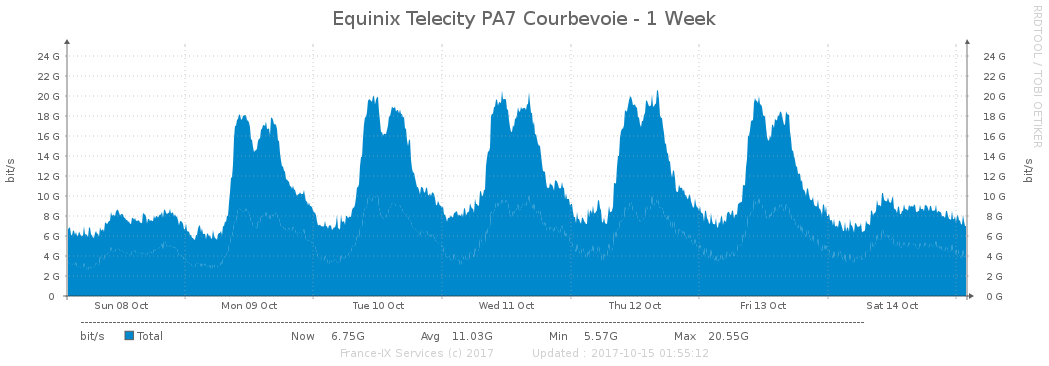 Equinix Telecity PA7 Courbevoie - 1 Week
RRDTOOL / TOBI OETIKER
24 G 24 G
22 G 22 G
20 G 20 G
18 G 18 G
16 G 16 G
14 G 14 G
12 G 12 G
10 G 10 G
8 G 8 G
6 G 6 G
4 G 4 G
2 G 2 G
0 0 G
bit/s
bit/s
Sun 08 Oct Mon 09 Oct Tue 10 Oct Wed 11 Oct Thu 12 Oct Fri 13 Oct Sat 14 Oct
bit/s Total Now 6.75G Avg 11.03G Min 5.57G Max 20.55G
France-IX Services (c) 2017 Updated : 2017-10-15 01:55:12